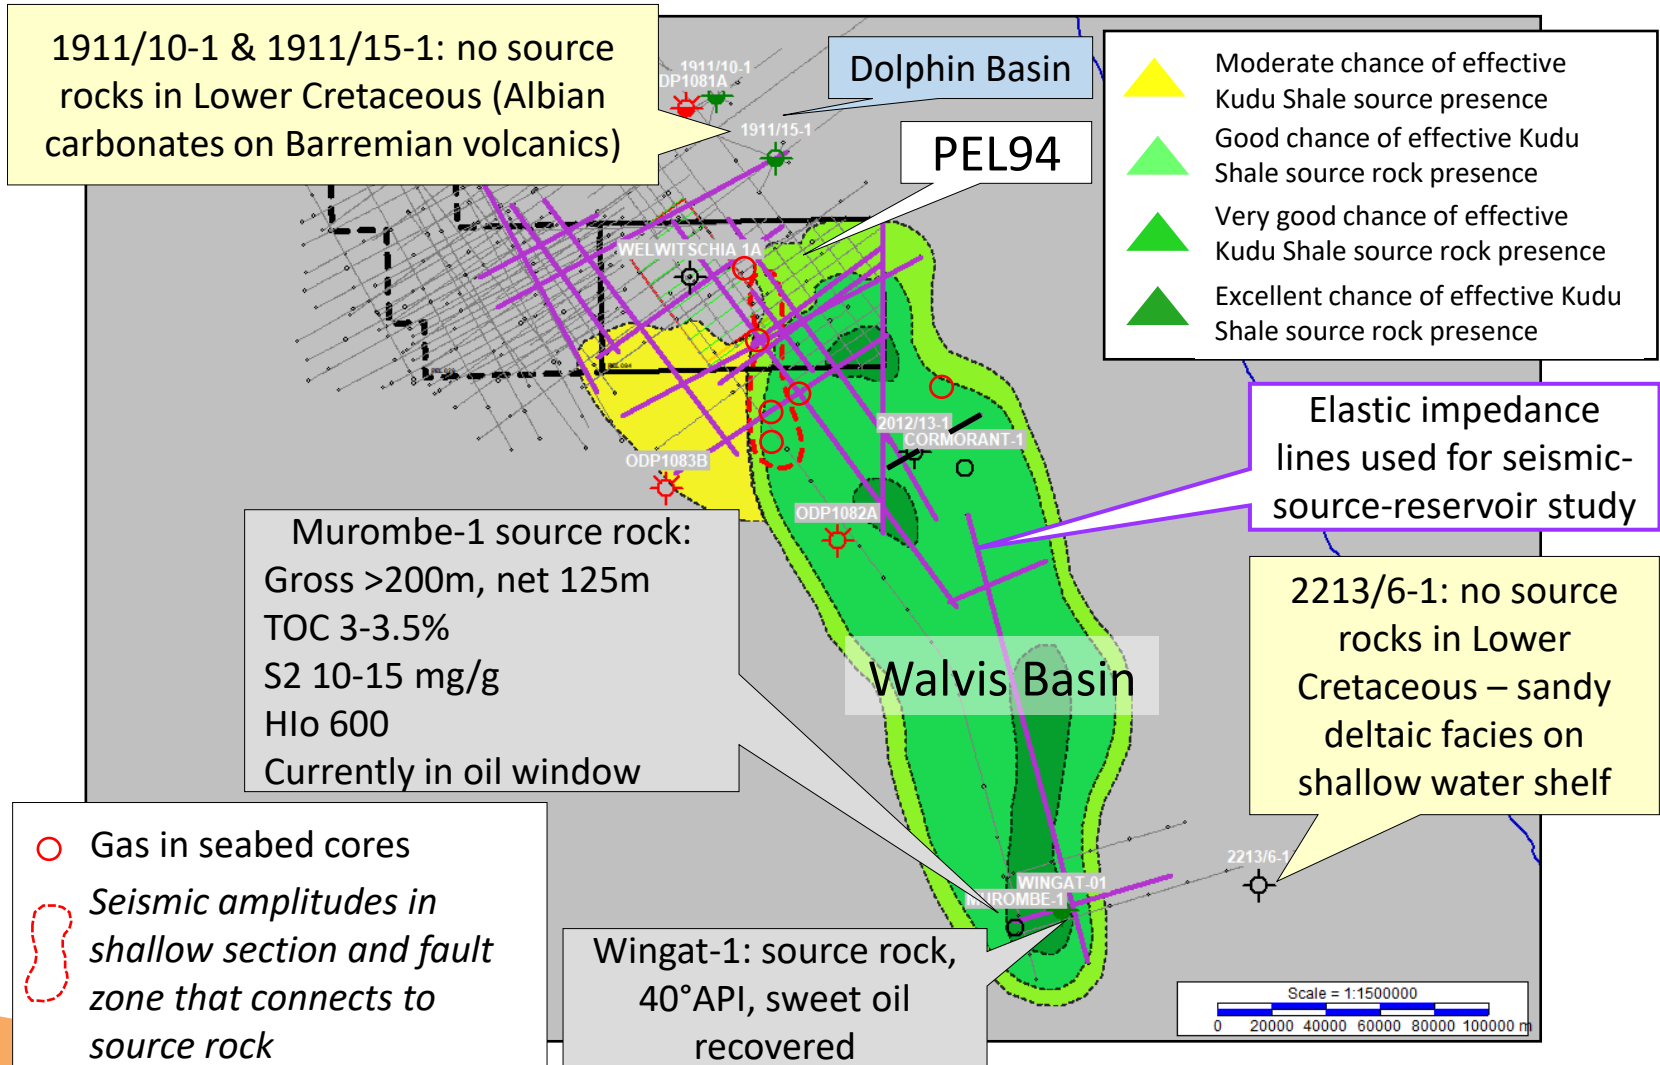 1911/10-1 & 1911/15-1: no source
rocks in Lower Cretaceous (Albian
carbonates on Barremian volcanics)
1911/10-1
DP1081A
Dolphin Basin
1911/15-1
PEL94
Moderate chance of effective
Kudu Shale source presence
Good chance of effective Kudu
Shale source rock presence
Very good chance of effective
Kudu Shale source rock presence
Excellent chance of effective Kudu
Shale source rock presence
WELWITSCHIA 1A
Elastic impedance
lines used for seismic-
source-reservoir study
2012/13-1
CORMORANT-1
ODP1083B
ODP1082A
Murombe-1 source rock:
Gross >200m, net 125m
TOC 3-3.5%
S2 10-15 mg/g
HIo 600
Currently in oil window
2213/6-1: no source
rocks in Lower
Cretaceous – sandy
deltaic facies on
shallow water shelf
Walvis Basin
Gas in seabed cores
Seismic amplitudes in
shallow section and fault
zone that connects to
source rock
2213/6-1
WINGAT-01
MUROMBE-1
Wingat-1: source rock,
40°API, sweet oil
recovered
Scale = 1:1500000
0 20000 40000 60000 80000 100000 m